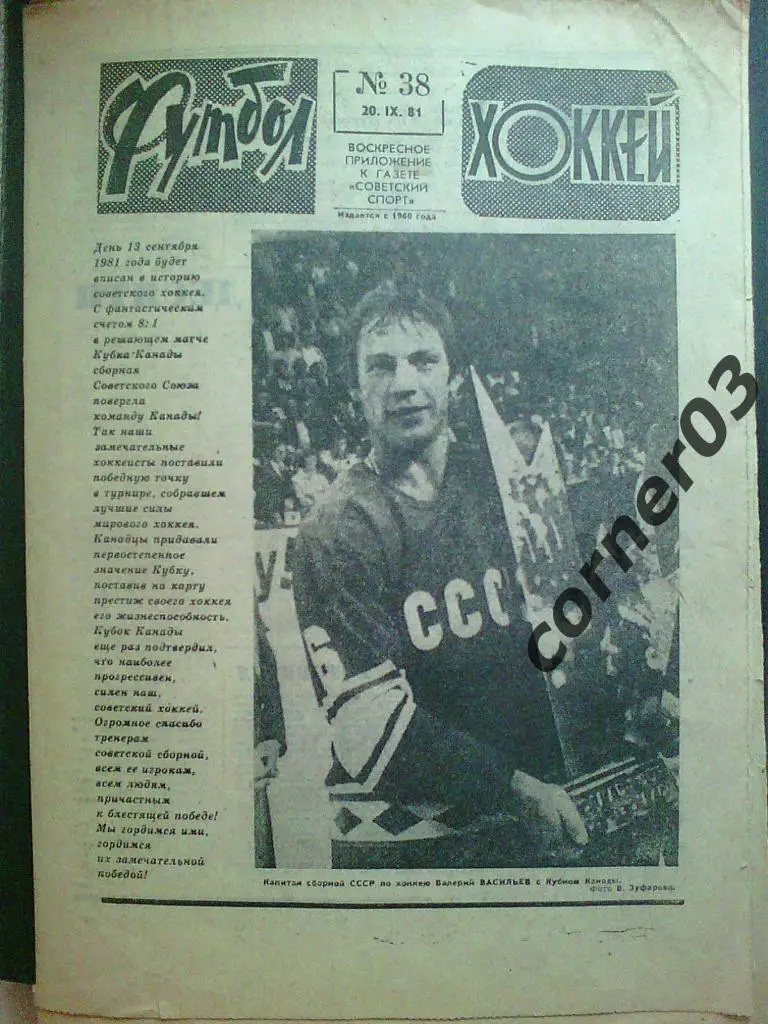 Футбол
№ 38
20. IX. 81
ХОККЕЙ
ВОСКРЕСНОЕ
ПРИЛОЖЕНИЕ
К ГАЗЕТЕ
«СОВЕТСКИЙ
СПОРТ»
Издается с 1960 года
День 13 сентября
1981 года будет
вписан в историю
советского хоккея.
С фантастическим
счетом 8:1
в решающем матче
Кубка Канады
сборная
Советского Союза
повергла
команду Канады!
Так наши
замечательные
хоккеисты поставили
победную точку
в турнире, собравшем
лучшие силы
мирового хоккея.
Канадцы придавали
первостепенное
значение Кубку,
поставив на карту
престиж своего хоккея
его жизнеспособность.
Кубок Канады
еще раз подтвердил,
что наиболее
прогрессивен,
силен наш,
советский хоккей.
Огромное спасибо
тренерам
советской сборной,
всем ее игрокам,
всем людям,
причастным
к блестящей победе!
Мы гордимся ими,
гордимся
их замечательной
победой!
СССР
6
corner03
Капитан сборной СССР по хоккею Валерий ВАСИЛЬЕВ с Кубком Канады.
Фото В. Зуфарова.